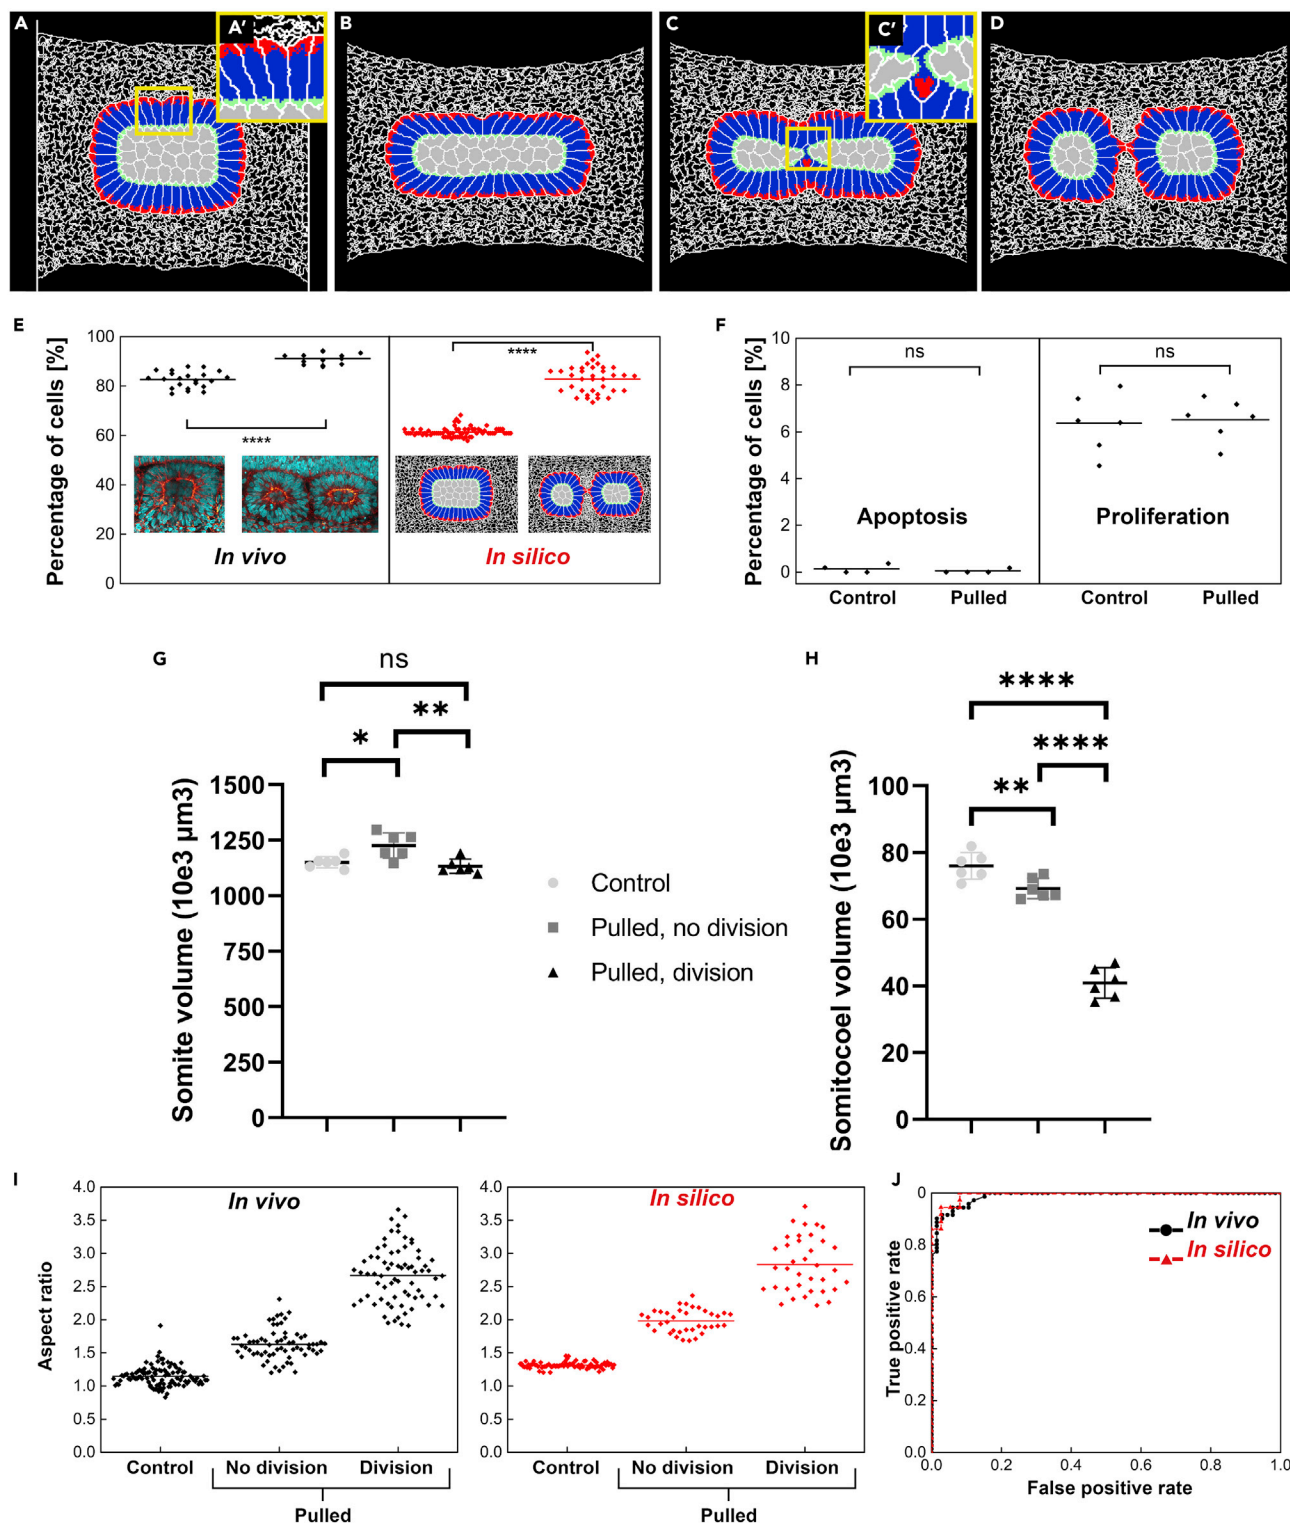 A
A'
B
C
C'
D
E
Percentage of cells [%]
100
80
60
40
20
0
****
****
In vivo
In silico
F
Percentage of cells [%]
10
8
6
4
2
0
ns
ns
Apoptosis
Proliferation
Control
Pulled
Control
Pulled
G
ns
**
*
Somite volume (10e3 µm3)
1500
1250
1000
750
500
250
0
Control
Pulled, no division
Pulled, division
H
****
****
**
Somitocoel volume (10e3 µm3)
100
80
60
40
20
0
I
Aspect ratio
4.0
3.5
3.0
2.5
2.0
1.5
1.0
0.5
0.0
In vivo
Control
No division
Division
Pulled
4.0
3.5
3.0
2.5
2.0
1.5
1.0
0.5
0.0
In silico
Control
No division
Division
Pulled
J
True positive rate
0
0.8
0.6
0.4
0.2
0.0
In vivo
In silico
0.0
0.2
0.4
0.6
0.8
1.0
False positive rate